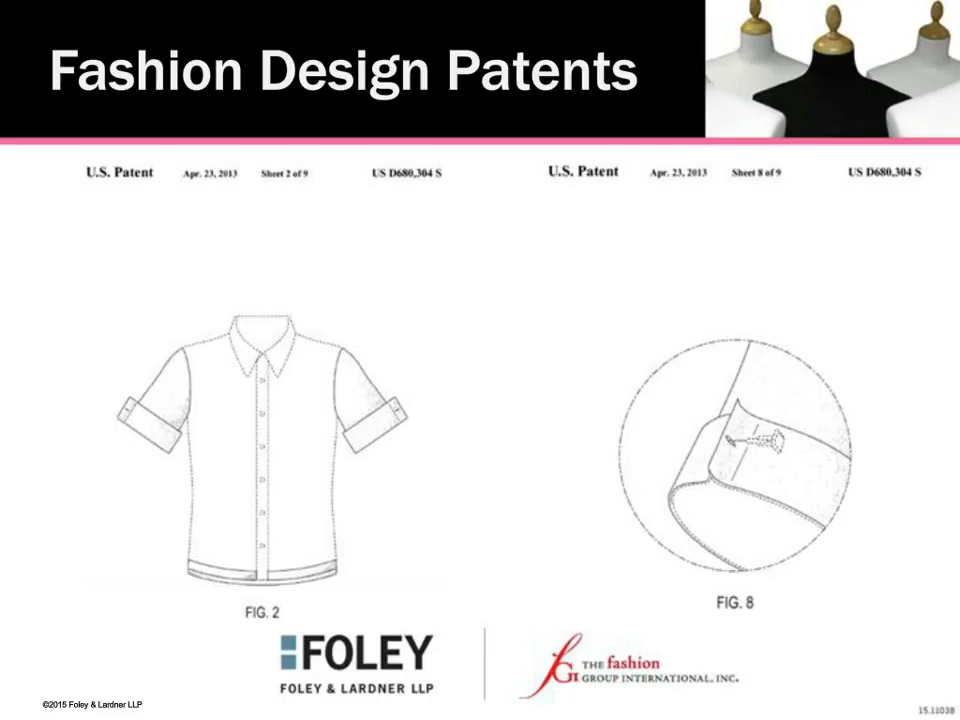 Fashion Design Patents
U.S. Patent Apr. 23, 2013 Sheet 2 of 9 US D680,304 S
U.S. Patent Apr. 23, 2013 Sheet 8 of 9 US D680,304 S
FIG. 2
FIG. 8
FOLEY
FOLEY & LARDNER LLP
fGI THE fashion
GROUP INTERNATIONAL, INC.
©2015 Foley & Lardner LLP
15.11038